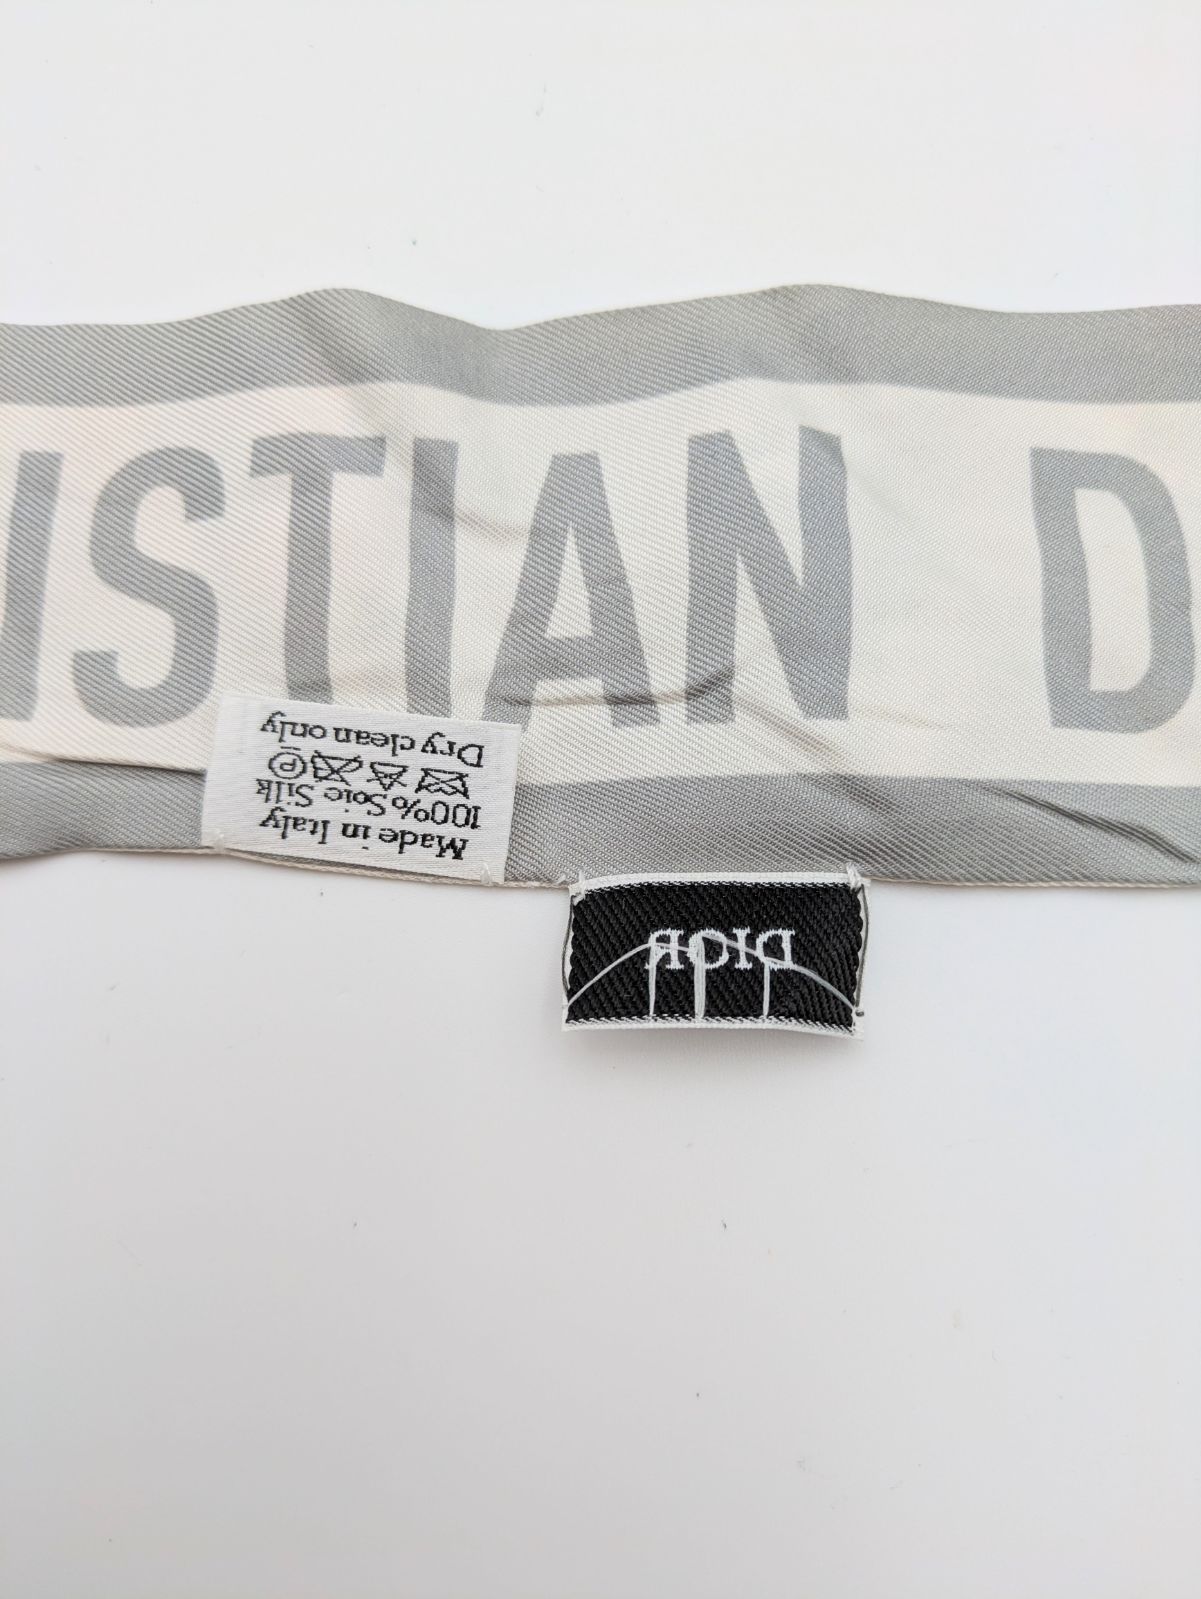 ISTIAN D
Made in Italy
100% Soie Silk
Dry clean only
DIOR